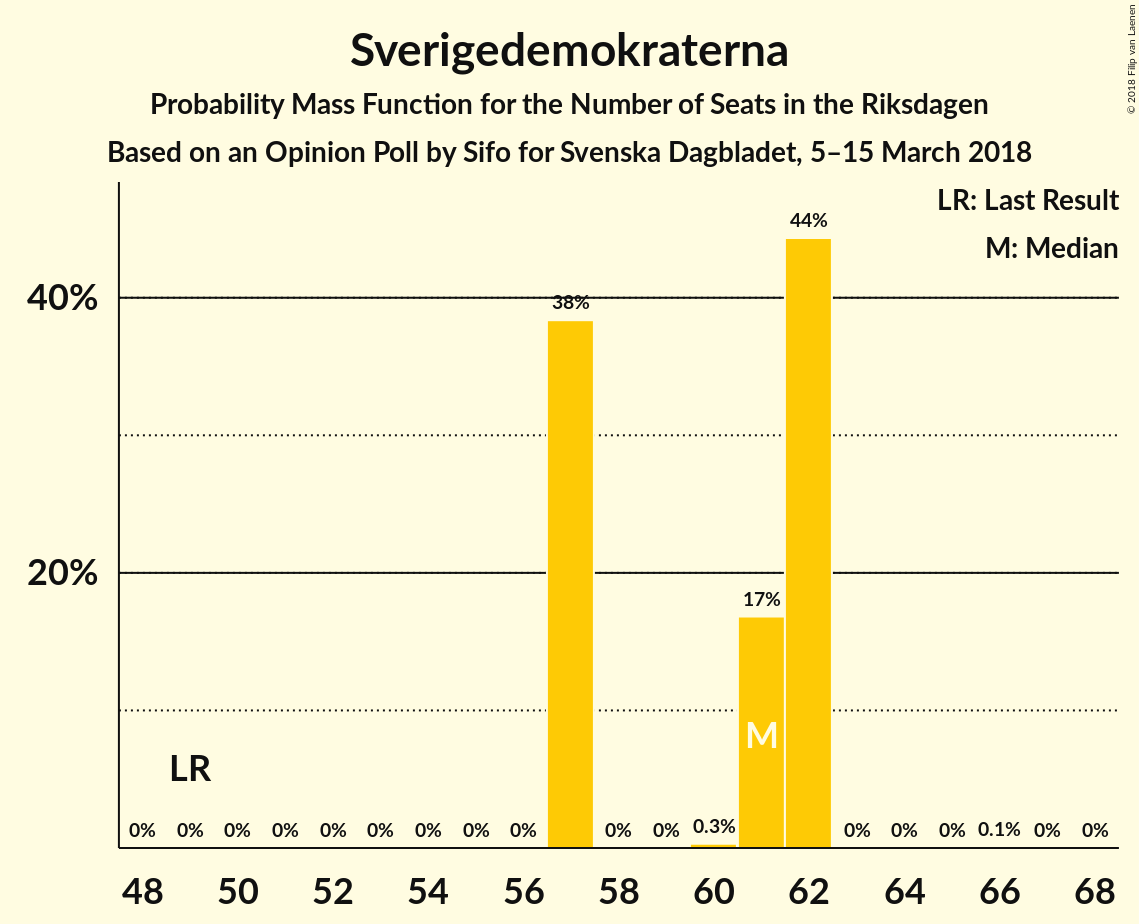 Sverigedemokraterna
Probability Mass Function for the Number of Seats in the Riksdagen
Based on an Opinion Poll by Sifo for Svenska Dagbladet, 5–15 March 2018
© 2018 Filip van Laenen
LR: Last Result
M: Median
44%
40%
38%
20%
17%
M
LR
0% 0% 0% 0% 0% 0% 0% 0% 0% 0% 0% 0.3% 0% 0% 0% 0.1% 0% 0%
48 50 52 54 56 58 60 62 64 66 68